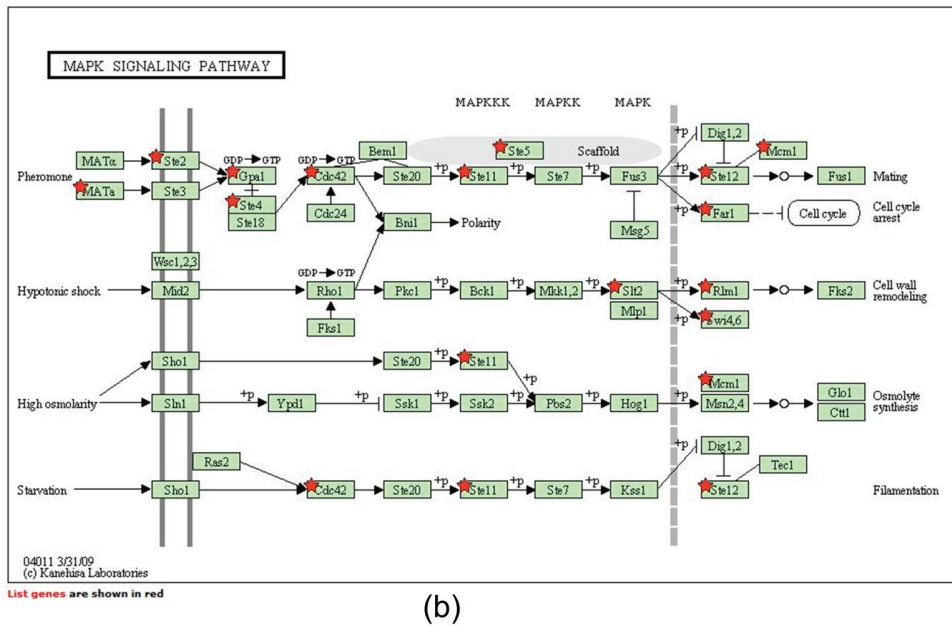 MAPK SIGNALING PATHWAY
MAPKKK MAPKK MAPK
Pheromone
MATα
MATa
Ste2
Ste3
GDP → GTP
Gpa1
Ste4
Ste18
GDP → GTP
Cdc42
Cdc24
Bem1
Ste20
Bni1
Polarity
Ste5
Scaffold
+p
Ste11
+p
Ste7
+p
Fus3
Msg5
+p
Dig1,2
Mcm1
+p
Ste12
Fus1
Mating
+p
Far1
Cell cycle
Cell cycle
arrest
Hypotonic shock
Wsc1,2,3
Mid2
GDP → GTP
Rho1
Fks1
Pkc1
+p
Bck1
+p
Mkk1,2
+p
Slt2
Mlp1
+p
Rlm1
Fks2
Cell wall
remodeling
+p
Swi4,6
High osmolarity
Sho1
Ste20
+p
Ste11
+p
Sln1
+p
Ypd1
+p
Ssk1
+p
Ssk2
+p
Pbs2
+p
Hog1
+p
Mcm1
Msn2,4
Glo1
Ctt1
Osmolyte
synthesis
Starvation
Sho1
Ras2
Cdc42
Ste20
+p
Ste11
+p
Ste7
+p
Kss1
+p
Dig1,2
Tec1
+p
Ste12
Filamentation
04011 3/31/09
(c) Kanehisa Laboratories
List genes are shown in red
(b)